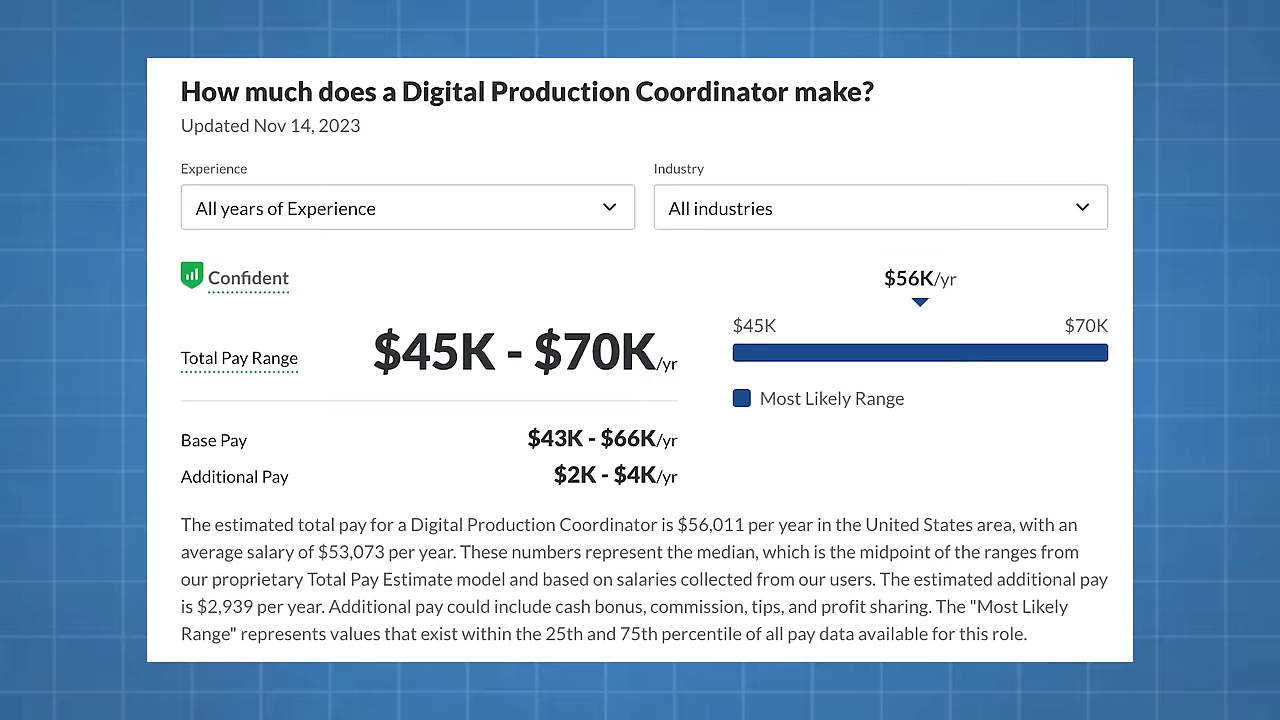 How much does a Digital Production Coordinator make?
Updated Nov 14, 2023
Experience
Industry
All years of Experience
All industries
Confident
$56K/yr
$45K
$70K
Total Pay Range
$45K - $70K/yr
Most Likely Range
Base Pay
$43K - $66K/yr
Additional Pay
$2K - $4K/yr
The estimated total pay for a Digital Production Coordinator is $56,011 per year in the United States area, with an
average salary of $53,073 per year. These numbers represent the median, which is the midpoint of the ranges from
our proprietary Total Pay Estimate model and based on salaries collected from our users. The estimated additional pay
is $2,939 per year. Additional pay could include cash bonus, commission, tips, and profit sharing. The "Most Likely
Range" represents values that exist within the 25th and 75th percentile of all pay data available for this role.